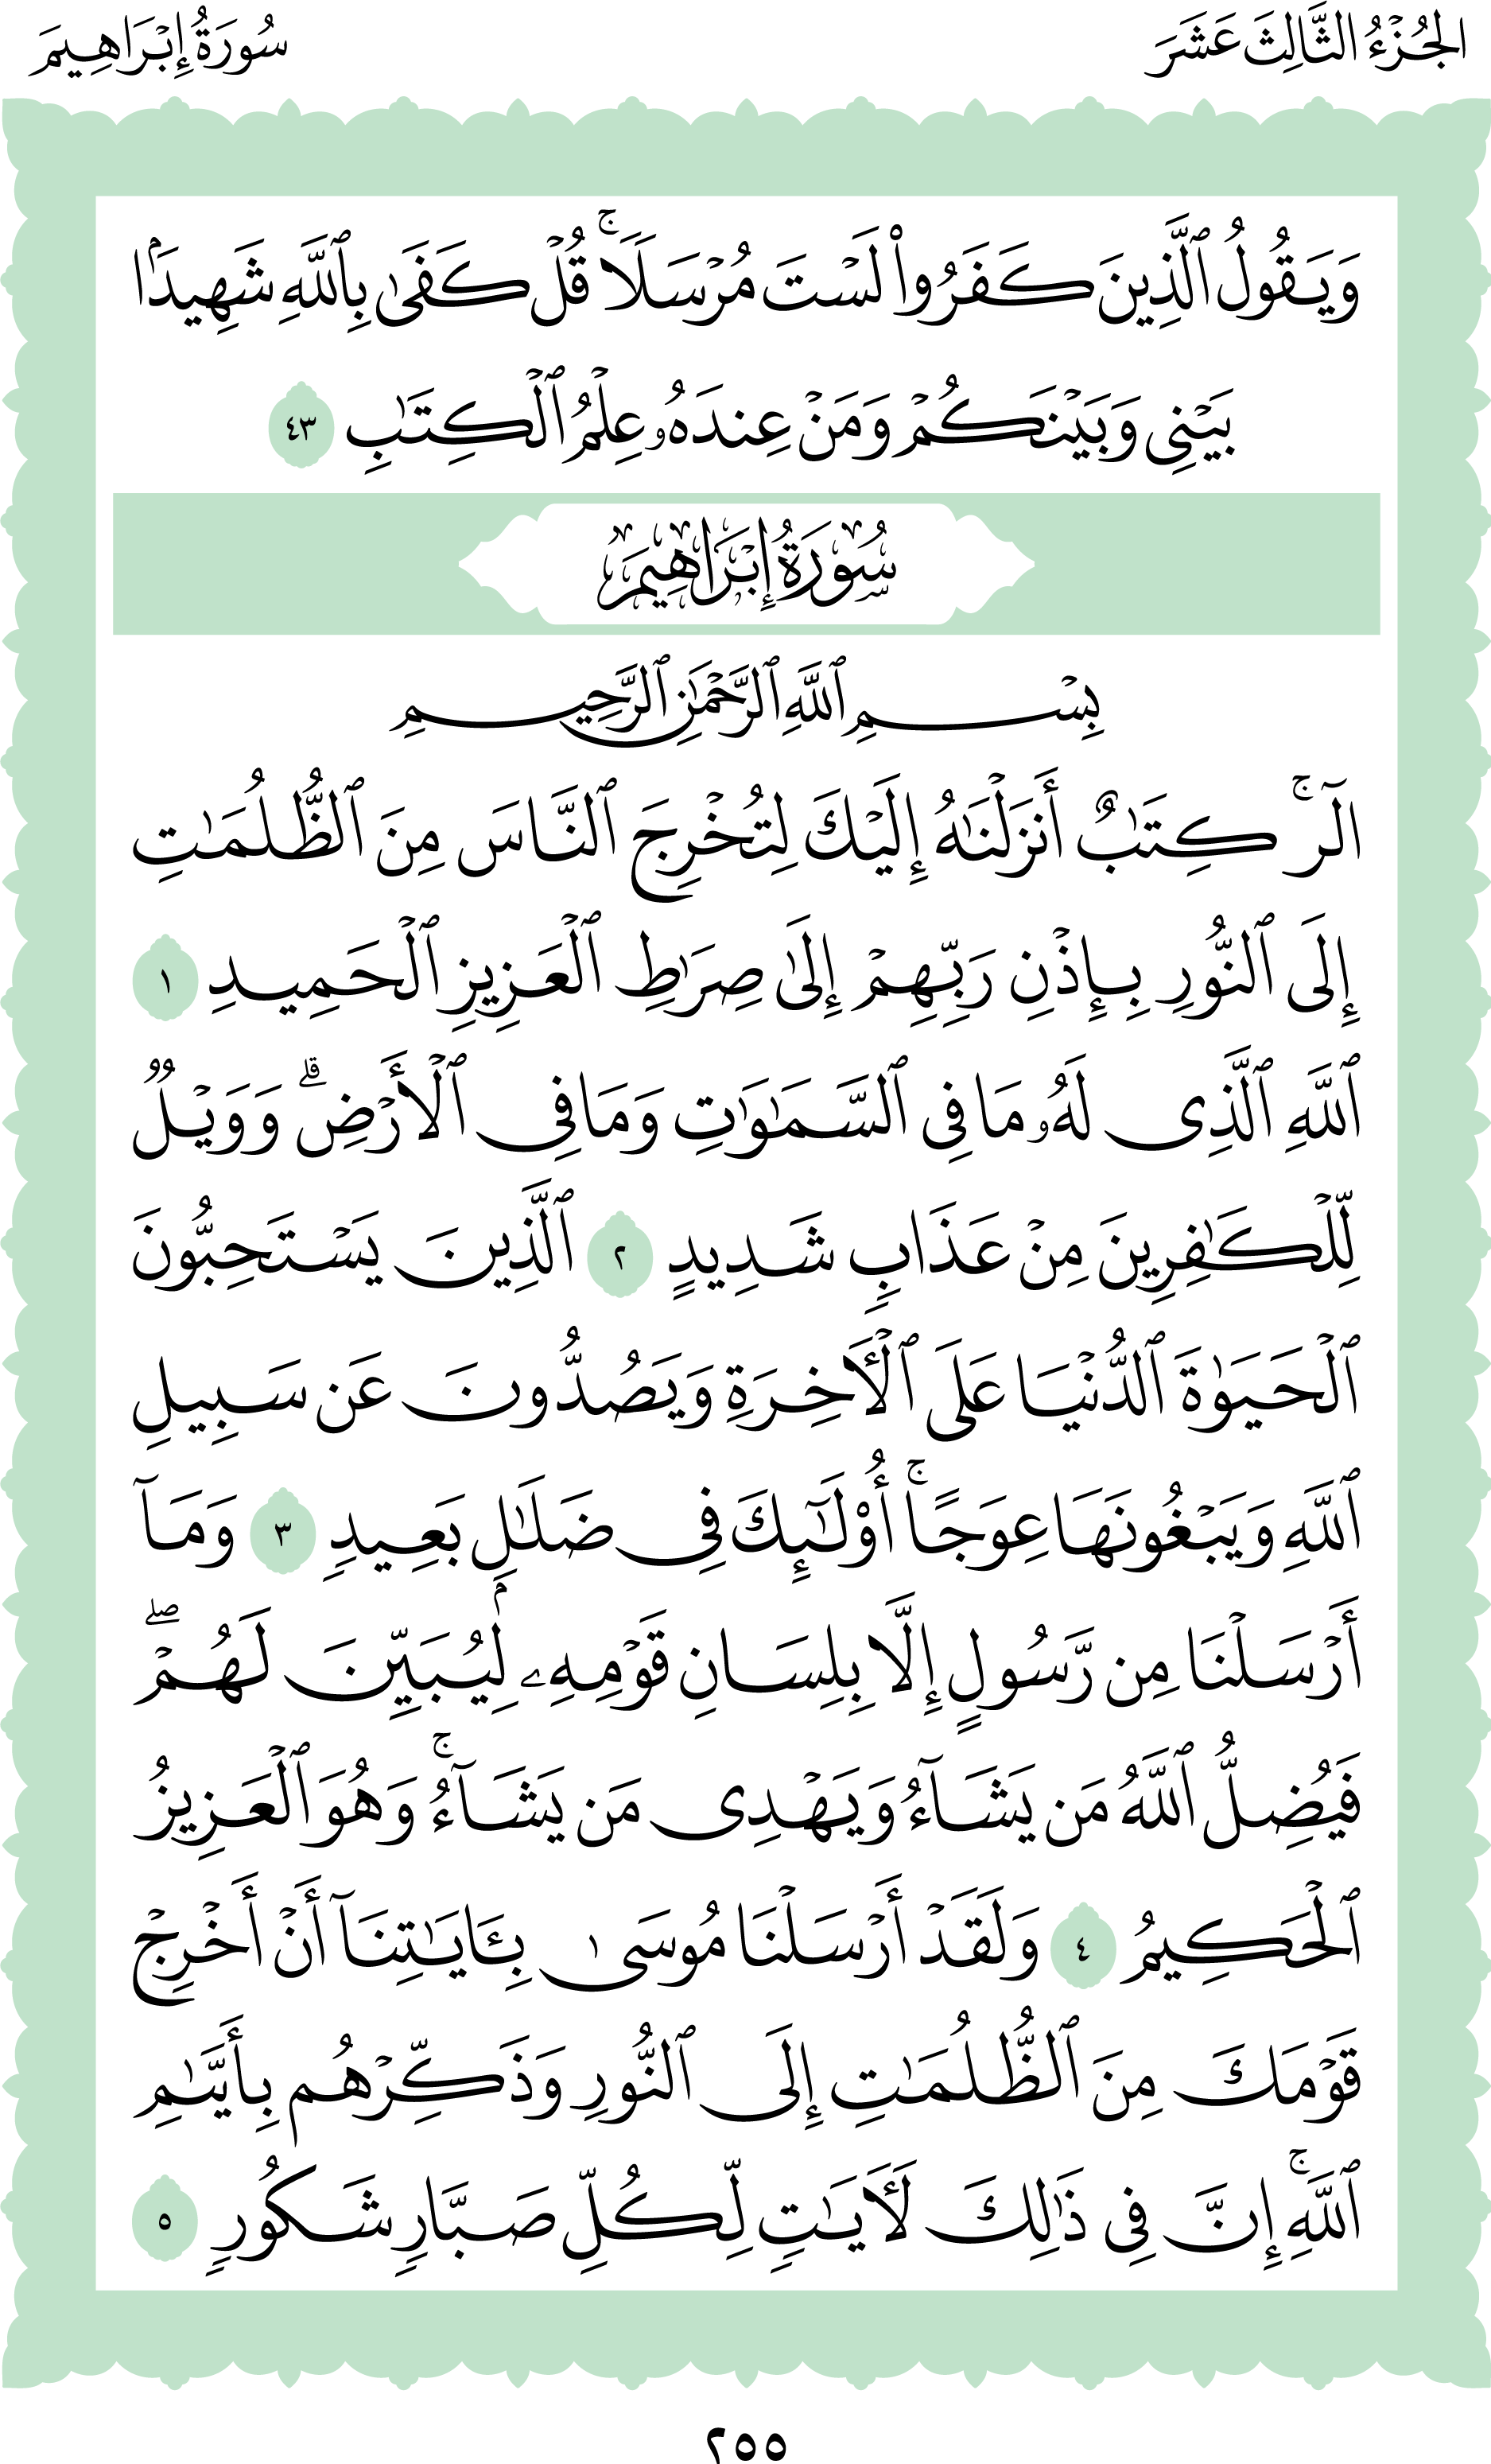 الجُزْءُ الثَّالِثَ عَشَرَ
سُورَةُ إِبْرَاهِيمَ
وَيَقُولُ ٱلَّذِينَ كَفَرُوا۟ لَسْتَ مُرْسَلًا ۚ قُلْ كَفَىٰ بِٱللَّهِ شَهِيدًۢا
بَيْنِى وَبَيْنَكُمْ وَمَنْ عِندَهُۥ عِلْمُ ٱلْكِتَٰبِ ٤٣
سُورَةُ إِبْرَاهِيمَ
بِسْمِ ٱللَّهِ ٱلرَّحْمَٰنِ ٱلرَّحِيمِ
الٓر ۚ كِتَٰبٌ أَنزَلْنَٰهُ إِلَيْكَ لِتُخْرِجَ ٱلنَّاسَ مِنَ ٱلظُّلُمَٰتِ
إِلَى ٱلنُّورِ بِإِذْنِ رَبِّهِمْ إِلَىٰ صِرَٰطِ ٱلْعَزِيزِ ٱلْحَمِيدِ ١
ٱللَّهِ ٱلَّذِى لَهُۥ مَا فِى ٱلسَّمَٰوَٰتِ وَمَا فِى ٱلْأَرْضِ ۗ وَوَيْلٌ
لِّلْكَٰفِرِينَ مِنْ عَذَابٍ شَدِيدٍ ٢ ٱلَّذِينَ يَسْتَحِبُّونَ
ٱلْحَيَوٰةَ ٱلدُّنْيَا عَلَى ٱلْءَاخِرَةِ وَيَصُدُّونَ عَن سَبِيلِ
ٱللَّهِ وَيَبْغُونَهَا عِوَجًا ۚ أُو۟لَٰٓئِكَ فِى ضَلَٰلٍۭ بَعِيدٍ ٣ وَمَآ
أَرْسَلْنَا مِن رَّسُولٍ إِلَّا بِلِسَانِ قَوْمِهِۦ لِيُبَيِّنَ لَهُمْ ۖ
فَيُضِلُّ ٱللَّهُ مَن يَشَآءُ وَيَهْدِى مَن يَشَآءُ ۚ وَهُوَ ٱلْعَزِيزُ
ٱلْحَكِيمُ ٤ وَلَقَدْ أَرْسَلْنَا مُوسَىٰ بِـَٔايَٰتِنَآ أَنْ أَخْرِجْ
قَوْمَكَ مِنَ ٱلظُّلُمَٰتِ إِلَى ٱلنُّورِ وَذَكِّرْهُم بِأَيَّىٰمِ
ٱللَّهِ ۚ إِنَّ فِى ذَٰلِكَ لَءَايَٰتٍ لِّكُلِّ صَبَّارٍ شَكُورٍ ٥
٢٥٥